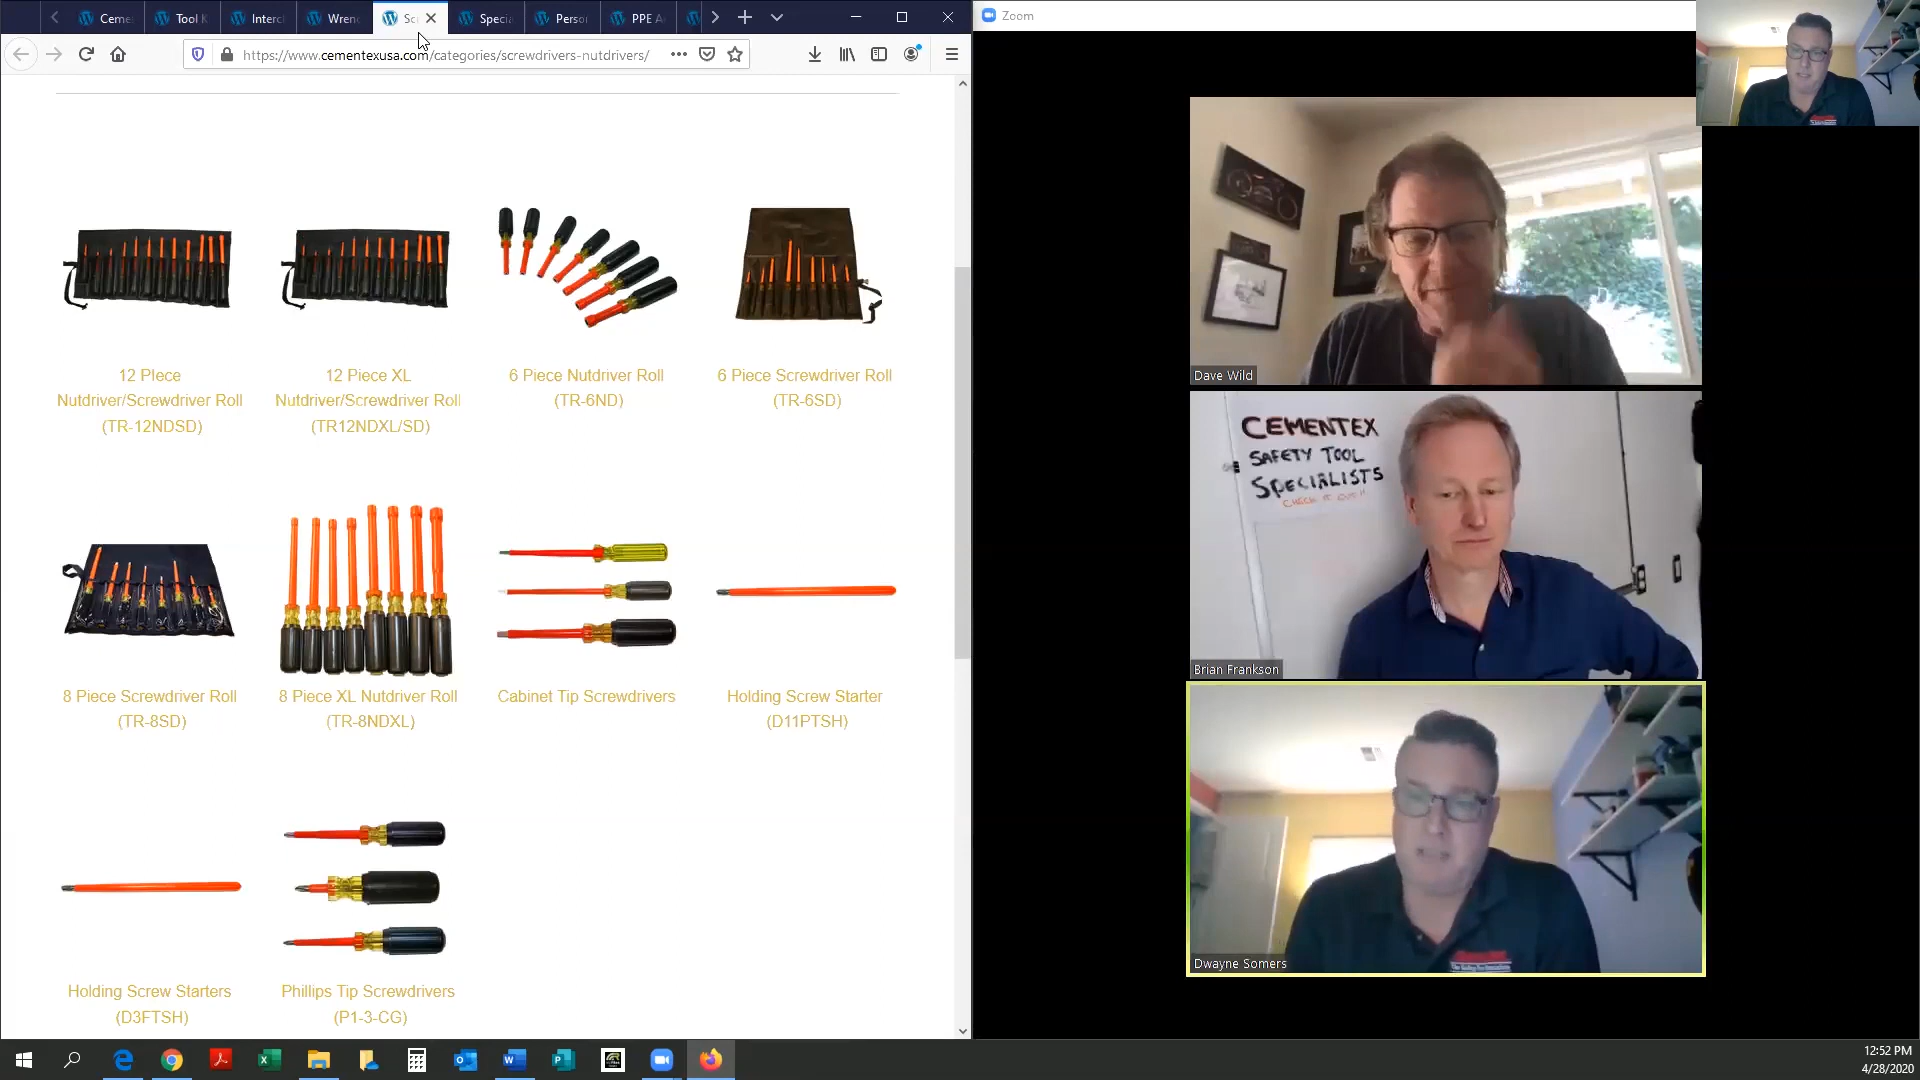 Ceme
Tool K
Interch
Wrenc
Sc
Specia
Perso
PPE A
Zoom
https://www.cementexusa.com/categories/screwdrivers-nutdrivers/
12 PIece
Nutdriver/Screwdriver Roll
(TR-12NDSD)
12 Piece XL
Nutdriver/Screwdriver Roll
(TR12NDXL/SD)
6 Piece Nutdriver Roll
(TR-6ND)
6 Piece Screwdriver Roll
(TR-6SD)
8 Piece Screwdriver Roll
(TR-8SD)
8 Piece XL Nutdriver Roll
(TR-8NDXL)
Cabinet Tip Screwdrivers
Holding Screw Starter
(D11PTSH)
Holding Screw Starters
(D3FTSH)
Phillips Tip Screwdrivers
(P1-3-CG)
Dave Wild
CEMENTEX
SAFETY TOOL
SPECIALISTS
CHECK IT OUT!!
Brian Frankson
Dwayne Somers
12:52 PM
4/28/2020